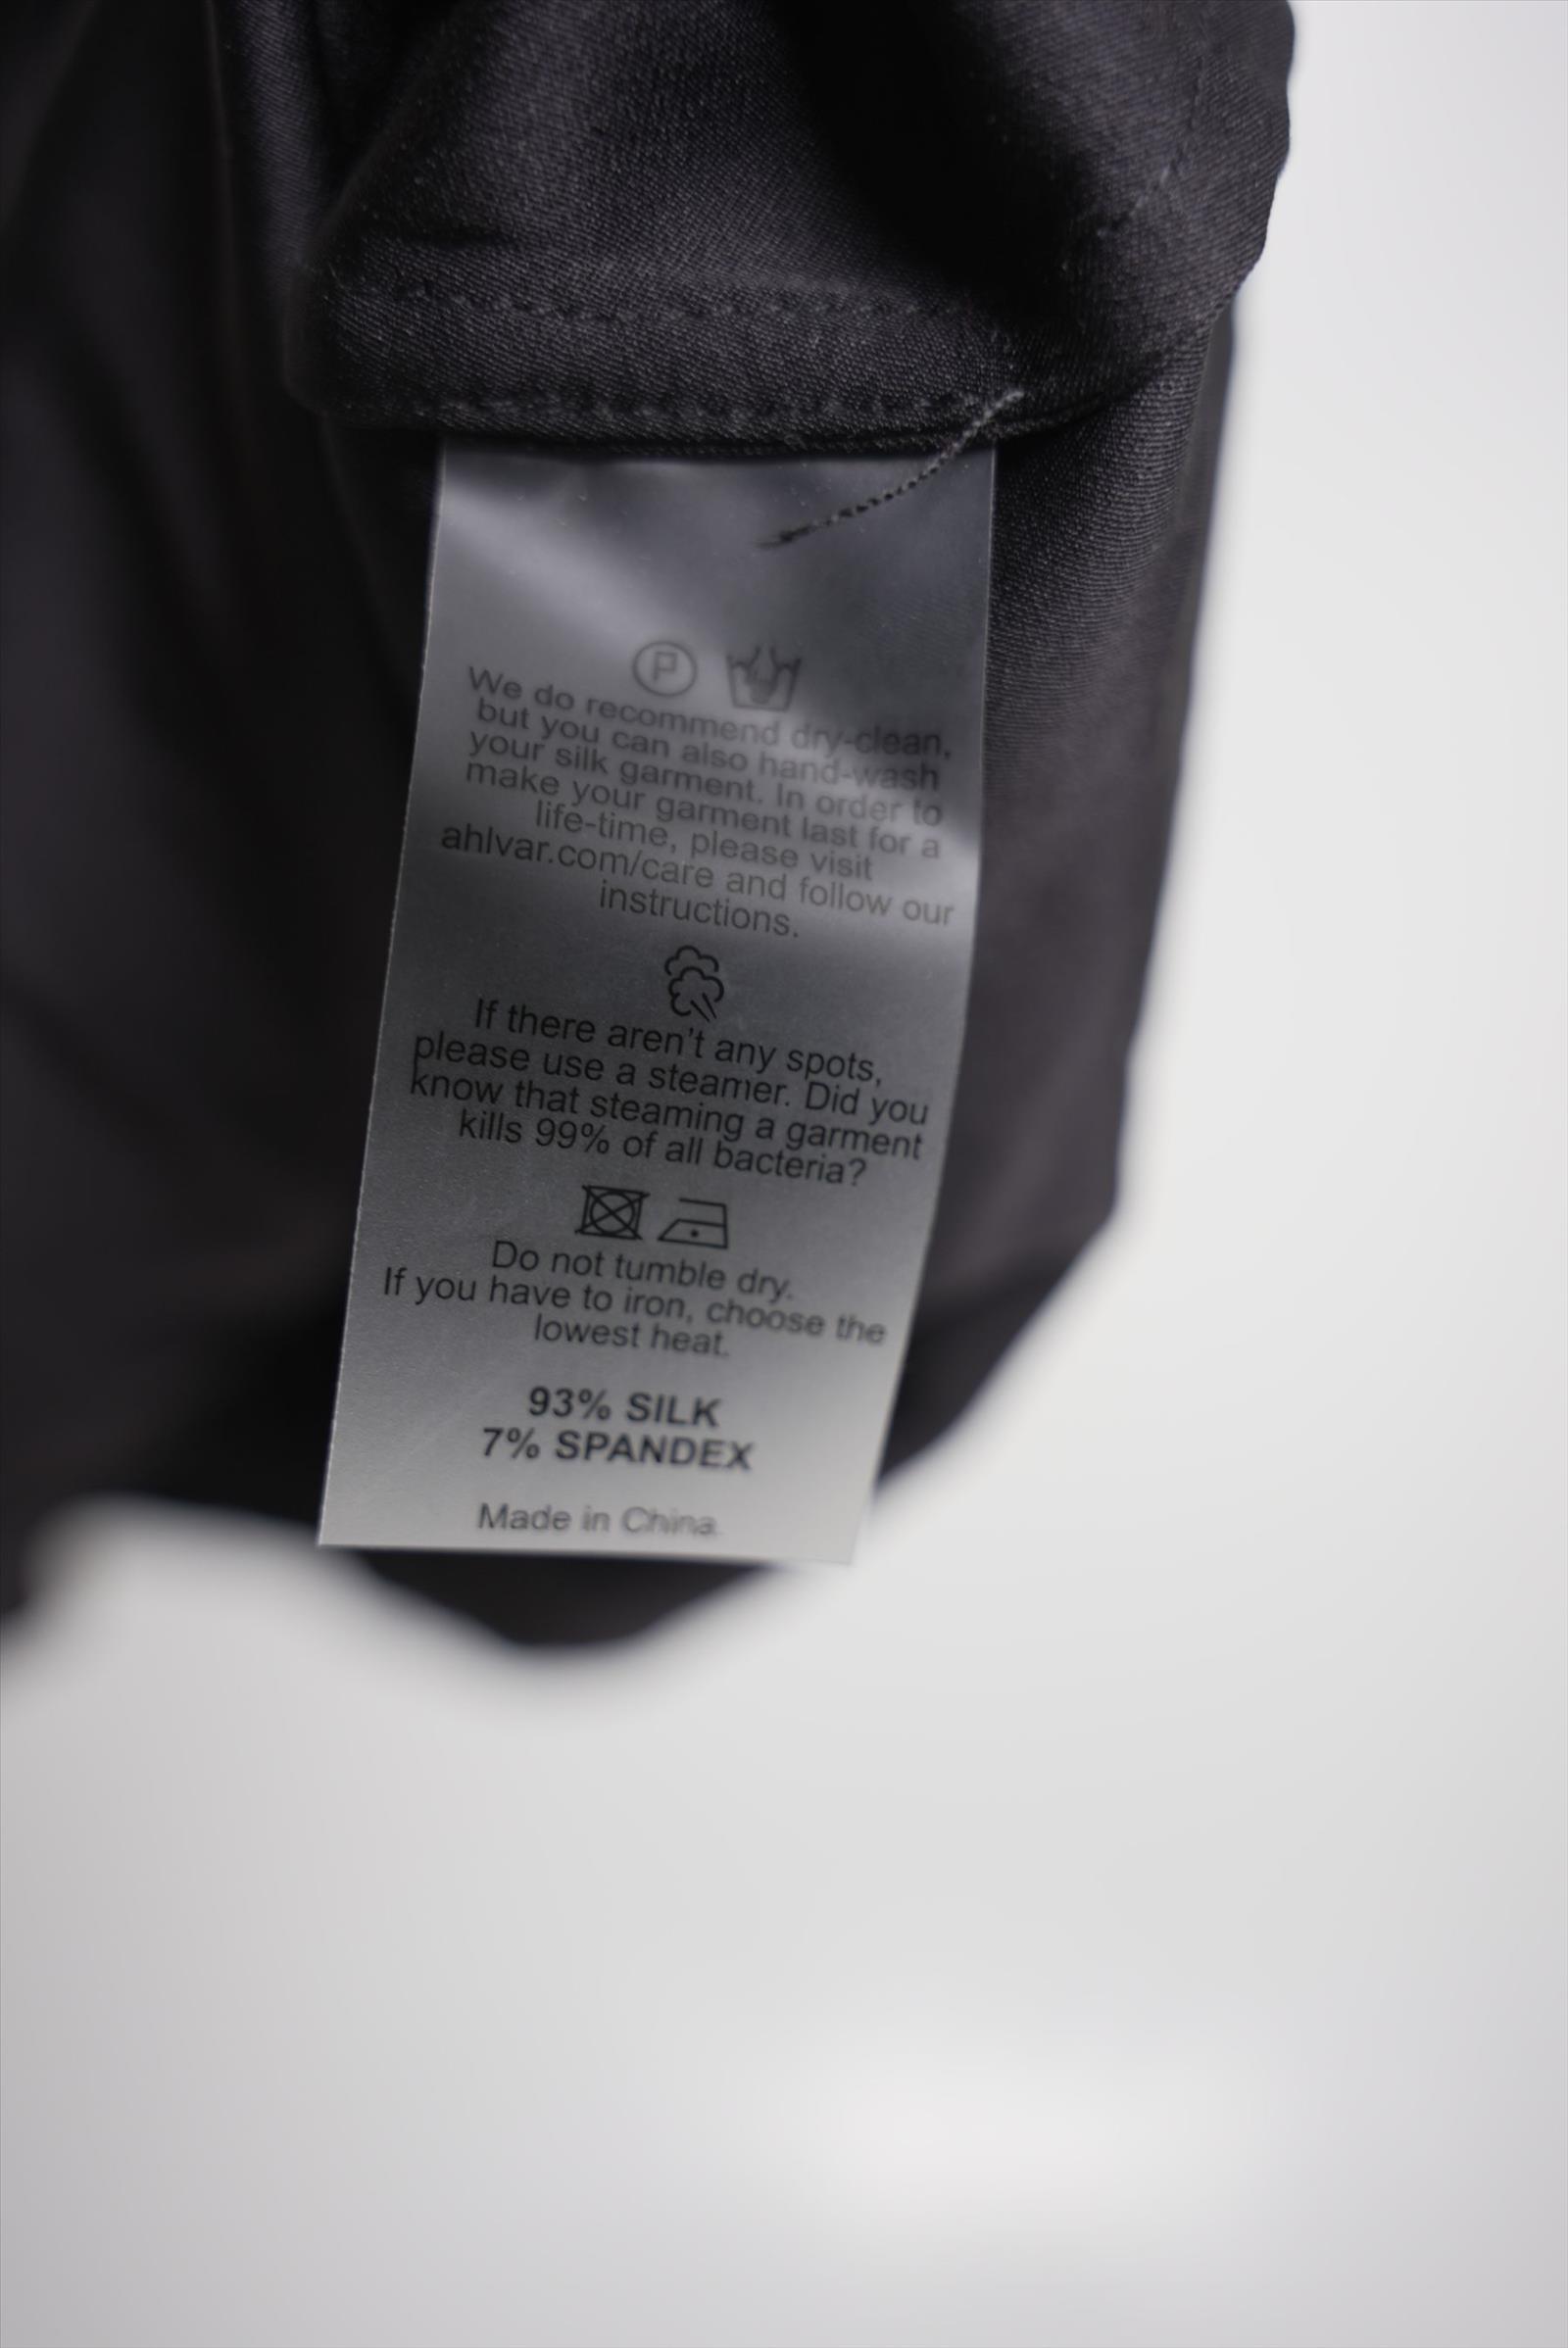 P
We do recommend dry-clean,
but you can also hand-wash
your silk garment. In order to
make your garment last for a
life-time, please visit
ahlvar.com/care and follow our
instructions.
If there aren't any spots,
please use a steamer. Did you
know that steaming a garment
kills 99% of all bacteria?
Do not tumble dry.
If you have to iron, choose the
lowest heat.
93% SILK
7% SPANDEX
Made in China.